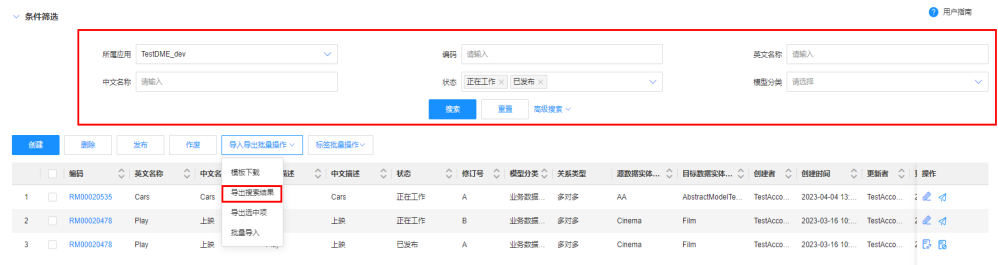 条件筛选
用户指南
所属应用 TestDME_dev 编码 请输入 英文名称 请输入
中文名称 请输入 状态 正在工作 × 已发布 × 模型分类 请选择
搜索 重置 高级搜索
创建 删除 发布 作废 导入导出批量操作 标签批量操作
编码 英文名称 中文名 描述 中文描述 状态 修订号 模型分类 关系类型 源数据实体... 目标数据实体... 创建者 创建时间 更新者 操作
模板下载
导出搜索结果
导出选中项
批量导入
1 RM00020535 Cars Cars Cars 正在工作 A 业务数据... 多对多 AA AbstractModelTe... TestAcco... 2023-04-04 13:... TestAcco...
2 RM00020478 Play 上映 上映 正在工作 B 业务数据... 多对多 Cinema Film TestAcco... 2023-03-16 10:... TestAcco...
3 RM00020478 Play 上映 上映 已发布 A 业务数据... 多对多 Cinema Film TestAcco... 2023-03-16 10:... TestAcco...